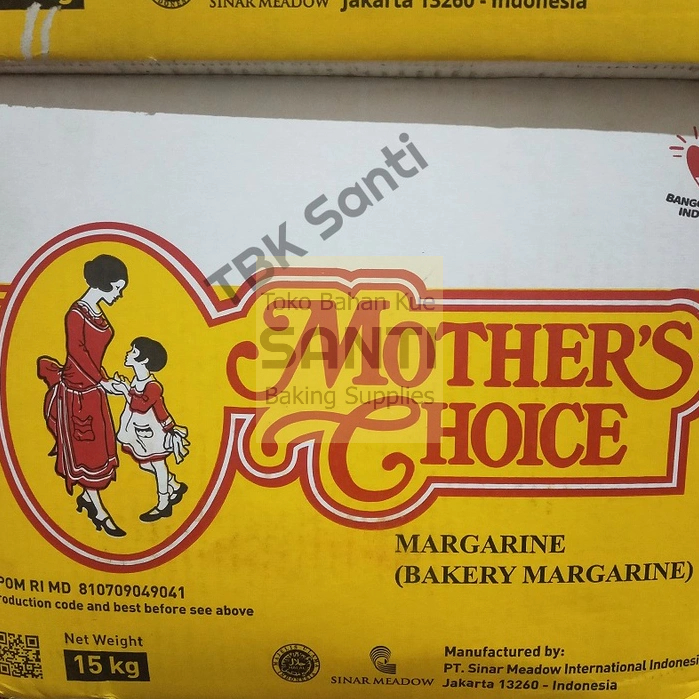 SINAR MEADOW
Jakarta 13260 - Indonesia
TBK Santi
Toko Bahan Kue
SANTI
Baking Supplies
MOTHER'S
CHOICE
MARGARINE
(BAKERY MARGARINE)
POM RI MD 810709049041
roduction code and best before see above
Net Weight
15 kg
SINAR MEADOW
Manufactured by:
PT. Sinar Meadow International Indonesi
Jakarta 13260 - Indonesia